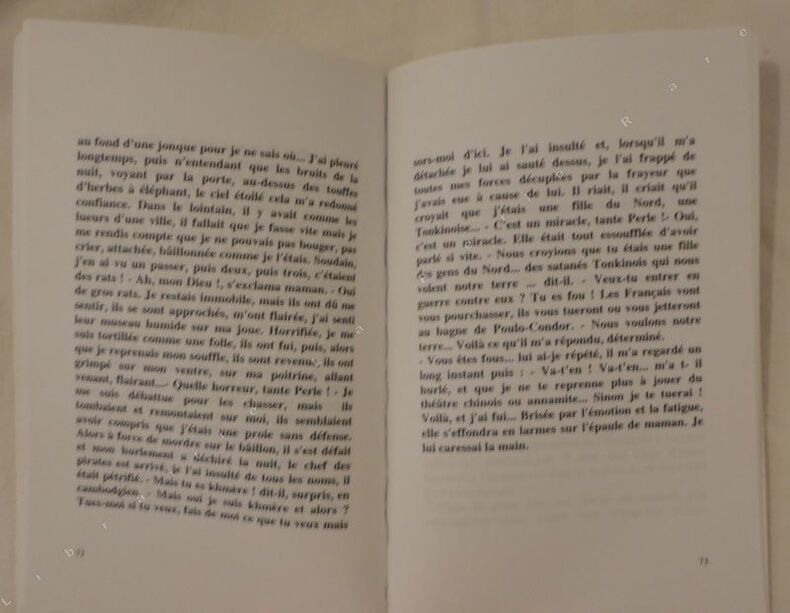 au fond d'une jonque pour je ne sais où... J'ai pleuré
longtemps, puis n'entendant que les bruits de la
nuit, voyant par la porte, au-dessus des touffes
d'herbes à éléphant, le ciel étoilé cela m'a redonné
confiance. Dans le lointain, il y avait comme les
lueurs d'une ville, il fallait que je fasse vite mais je
me rendis compte que je ne pouvais pas bouger, pas
crier, attachée, bâillonnée comme je l'étais. Soudain,
j'en ai vu un passer, puis deux, puis trois, c'étaient
des rats ! - Ah, mon Dieu !, s'exclama maman. - Oui
de gros rats. Je restais immobile, mais ils ont dû me
sentir, ils se sont approchés, m'ont flairée, j'ai senti
leur museau humide sur ma joue. Horrifiée, je me
suis tortillée comme une folle, ils ont fui, puis, alors
que je reprenais mon souffle, ils sont revenus, ils ont
grimpé sur mon ventre, sur ma poitrine, allant
venant, flairant...- Quelle horreur, tante Perle ! - Je
me suis débattue pour les chasser, mais ils
tombaient et remontaient sur moi, ils semblaient
avoir compris que j'étais une proie sans défense.
Alors à force de mordre sur le bâillon, il s'est défait
et mon hurlement a déchiré la nuit, le chef des
pirates est arrivé, je l'ai insulté de tous les noms, il
était pétrifié. - Mais tu es khmère ! dit-il, surpris, en
cambodgien. - Mais oui je suis khmère et alors ?
Tues-moi si tu veux, fais de moi ce que tu veux mais
sors-moi d'ici. Je l'ai insulté et, lorsqu'il m'a
détachée je lui ai sauté dessus, je l'ai frappé de
toutes mes forces décuplées par la frayeur que
j'avais eue à cause de lui. Il riait, il criait qu'il
croyait que j'étais une fille du Nord, une
Tonkinoise... - C'est un miracle, tante Perle !- Oui,
c'est un miracle. Elle était tout essoufflée d'avoir
parlé si vite. - Nous croyions que tu étais une fille
des gens du Nord... des satanés Tonkinois qui nous
volent notre terre ... dit-il. - Veux-tu entrer en
guerre contre eux ? Tu es fou ! Les Français vont
vous pourchasser, ils vous tueront ou vous jetteront
au bagne de Poulo-Condor. - Nous voulons notre
terre... Voilà ce qu'il m'a répondu, déterminé.
- Vous êtes fous... lui ai-je répété, il m'a regardé un
long instant puis : - Va-t'en ! Va-t'en... m'a t- il
hurlé, et que je ne te reprenne plus à jouer du
théâtre chinois ou annamite... Sinon je te tuerai !
Voilà, et j'ai fui... Brisée par l'émotion et la fatigue,
elle s'effondra en larmes sur l'épaule de maman. Je
lui caressai la main.